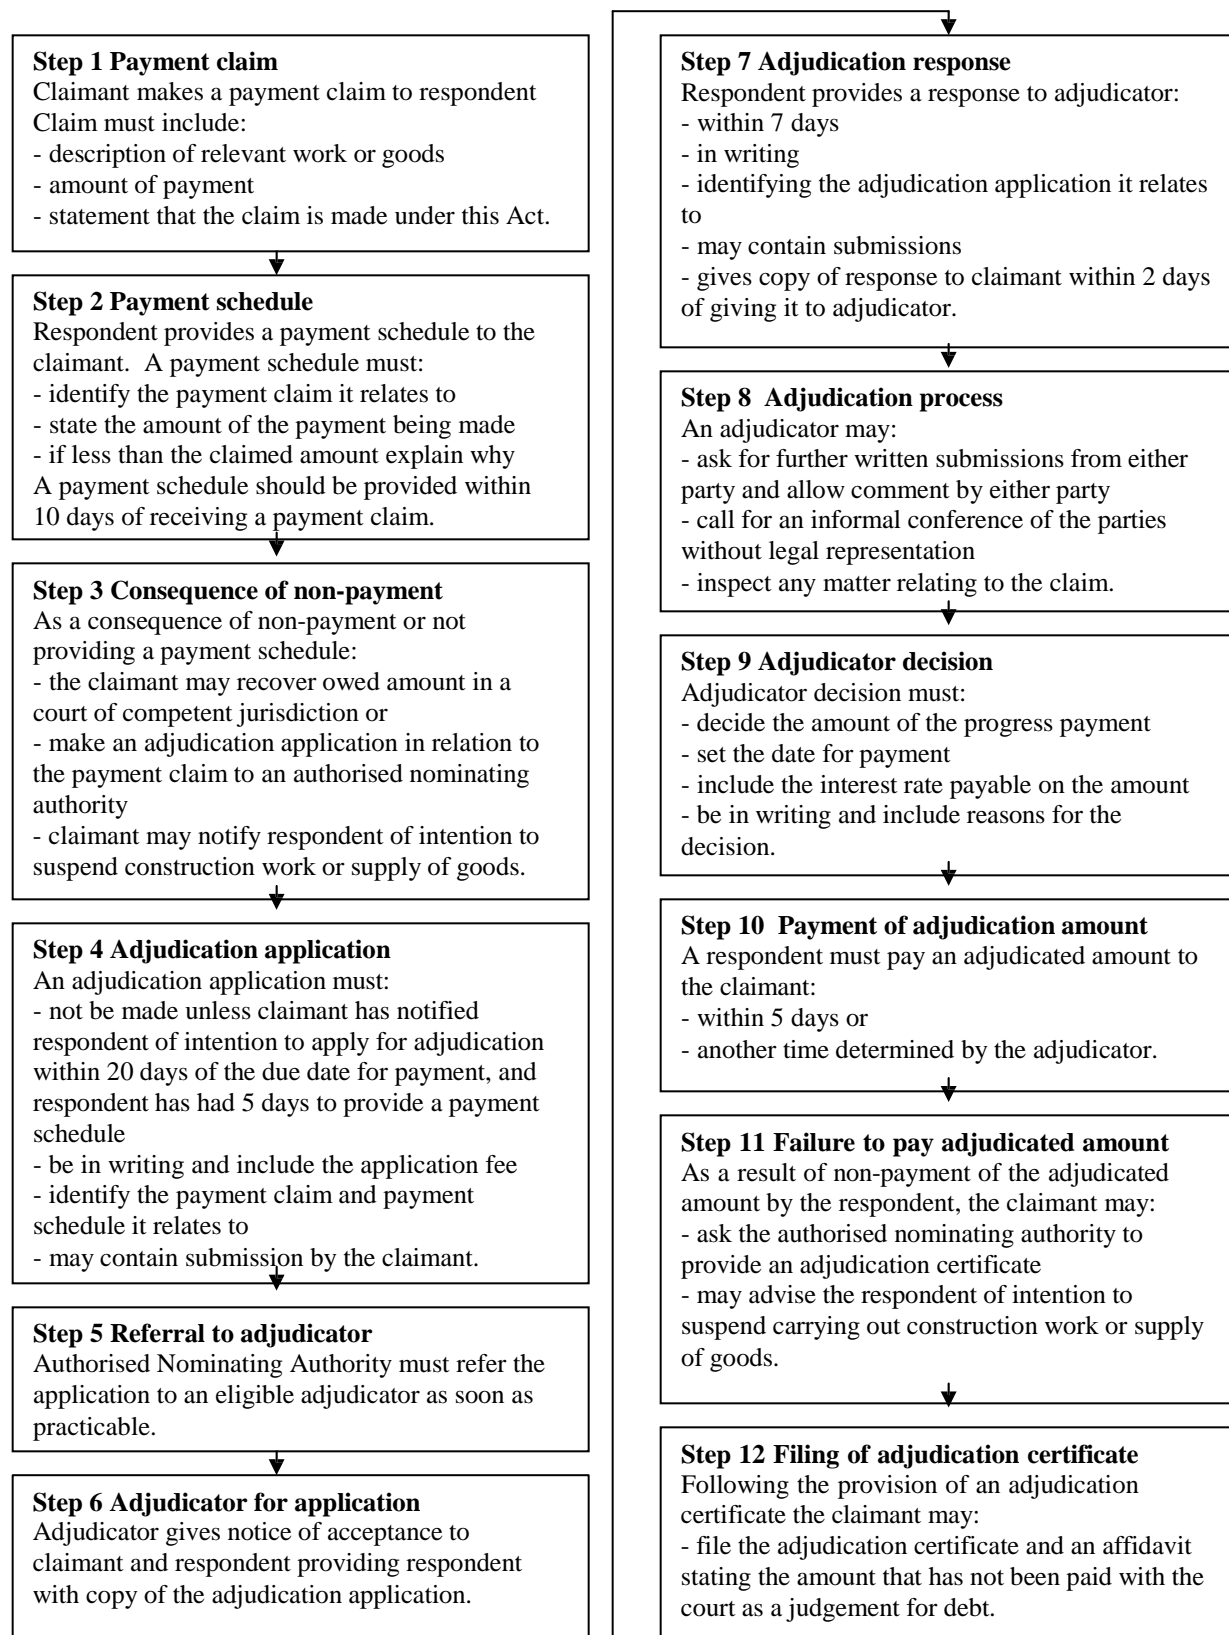 Step 1 Payment claim
Claimant makes a payment claim to respondent
Claim must include:
- description of relevant work or goods
- amount of payment
- statement that the claim is made under this Act.
Step 2 Payment schedule
Respondent provides a payment schedule to the
claimant.  A payment schedule must:
- identify the payment claim it relates to
- state the amount of the payment being made
- if less than the claimed amount explain why
A payment schedule should be provided within
10 days of receiving a payment claim.
Step 3 Consequence of non-payment
As a consequence of non-payment or not
providing a payment schedule:
- the claimant may recover owed amount in a
court of competent jurisdiction or
- make an adjudication application in relation to
the payment claim to an authorised nominating
authority
- claimant may notify respondent of intention to
suspend construction work or supply of goods.
Step 4 Adjudication application
An adjudication application must:
- not be made unless claimant has notified
respondent of intention to apply for adjudication
within 20 days of the due date for payment, and
respondent has had 5 days to provide a payment
schedule
- be in writing and include the application fee
- identify the payment claim and payment
schedule it relates to
- may contain submission by the claimant.
Step 5 Referral to adjudicator
Authorised Nominating Authority must refer the
application to an eligible adjudicator as soon as
practicable.
Step 6 Adjudicator for application
Adjudicator gives notice of acceptance to
claimant and respondent providing respondent
with copy of the adjudication application.
Step 7 Adjudication response
Respondent provides a response to adjudicator:
- within 7 days
- in writing
- identifying the adjudication application it relates
to
- may contain submissions
- gives copy of response to claimant within 2 days
of giving it to adjudicator.
Step 8  Adjudication process
An adjudicator may:
- ask for further written submissions from either
party and allow comment by either party
- call for an informal conference of the parties
without legal representation
- inspect any matter relating to the claim.
Step 9 Adjudicator decision
Adjudicator decision must:
- decide the amount of the progress payment
- set the date for payment
- include the interest rate payable on the amount
- be in writing and include reasons for the
decision.
Step 10  Payment of adjudication amount
A respondent must pay an adjudicated amount to
the claimant:
- within 5 days or
- another time determined by the adjudicator.
Step 11 Failure to pay adjudicated amount
As a result of non-payment of the adjudicated
amount by the respondent, the claimant may:
- ask the authorised nominating authority to
provide an adjudication certificate
- may advise the respondent of intention to
suspend carrying out construction work or supply
of goods.
Step 12 Filing of adjudication certificate
Following the provision of an adjudication
certificate the claimant may:
- file the adjudication certificate and an affidavit
stating the amount that has not been paid with the
court as a judgement for debt.